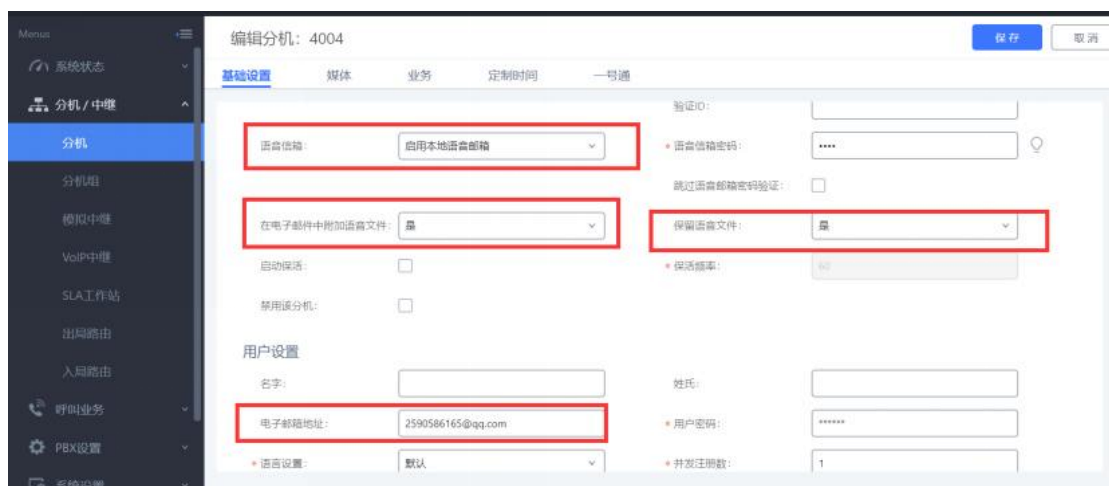 Menus
系统状态
分机/中继
分机
分机组
模拟中继
VoIP中继
SLA工作站
出局路由
入局路由
呼叫业务
PBX设置
系统设置
编辑分机：4004
保存
取消
基础设置 媒体 业务 定制时间 一号通
验证ID：
语音信箱： 启用本地语音邮箱
* 语音信箱密码： ••••
跳过语音邮箱密码验证：
在电子邮件中附加语音文件： 是
保留语音文件： 是
启动保活：
* 保活频率： 60
禁用该分机：
用户设置
名字：
姓氏：
电子邮箱地址： 2590586165@qq.com
* 用户密码： ••••••
* 语言设置： 默认
* 并发注册数： 1